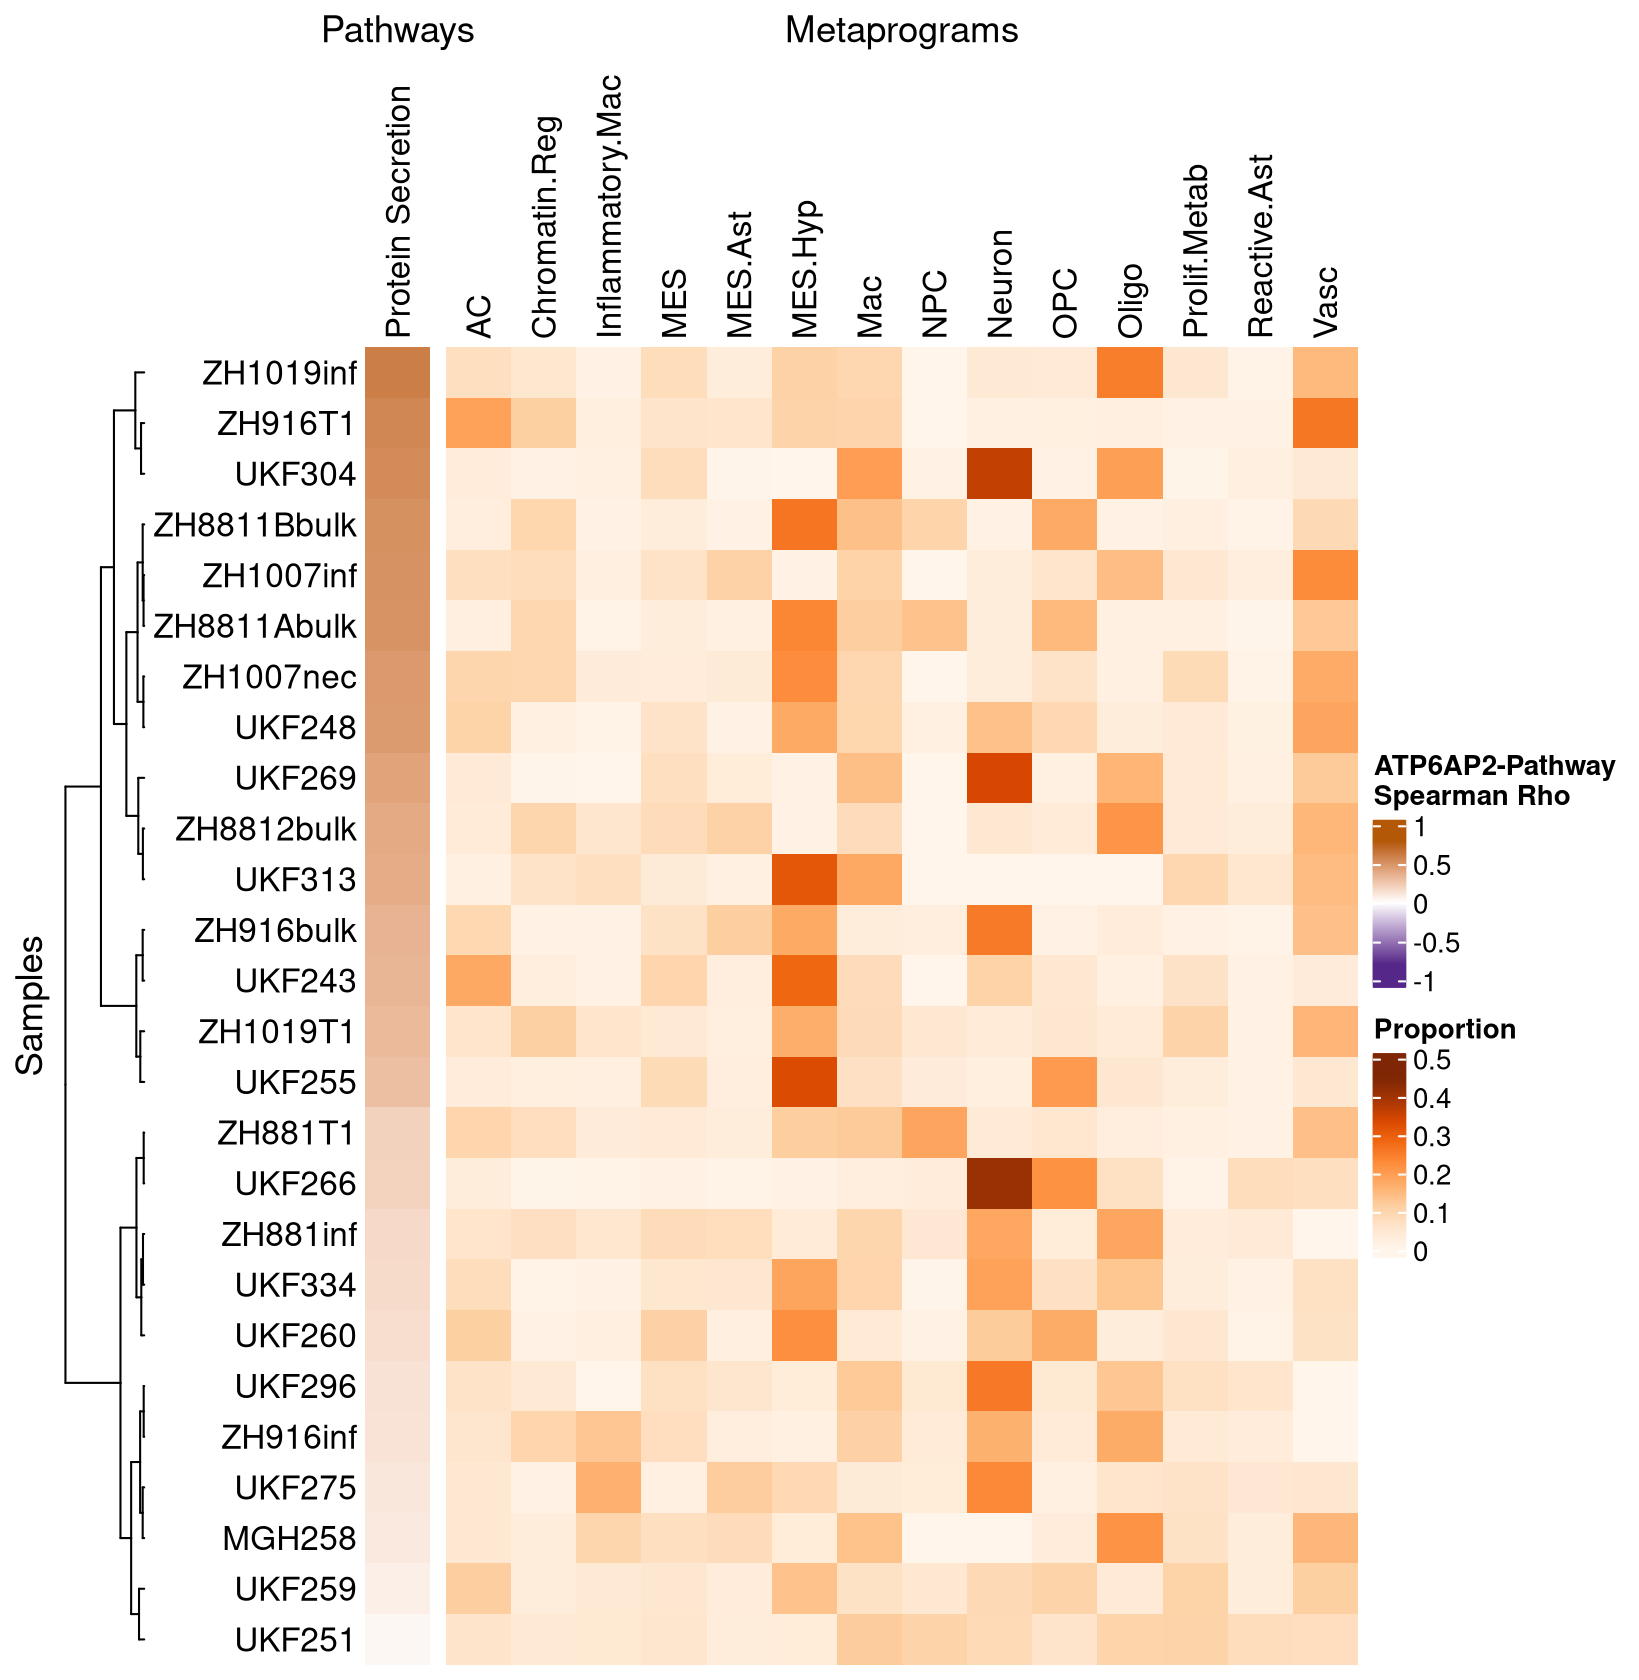 Pathways
Metaprograms
Protein Secretion
AC
Chromatin.Reg
Inflammatory.Mac
MES
MES.Ast
MES.Hyp
Mac
NPC
Neuron
OPC
Oligo
Prolif.Metab
Reactive.Ast
Vasc
Samples
ZH1019inf
ZH916T1
UKF304
ZH8811Bbulk
ZH1007inf
ZH8811Abulk
ZH1007nec
UKF248
UKF269
ZH8812bulk
UKF313
ZH916bulk
UKF243
ZH1019T1
UKF255
ZH881T1
UKF266
ZH881inf
UKF334
UKF260
UKF296
ZH916inf
UKF275
MGH258
UKF259
UKF251
ATP6AP2-Pathway
Spearman Rho
1
0.5
0
-0.5
-1
Proportion
0.5
0.4
0.3
0.2
0.1
0